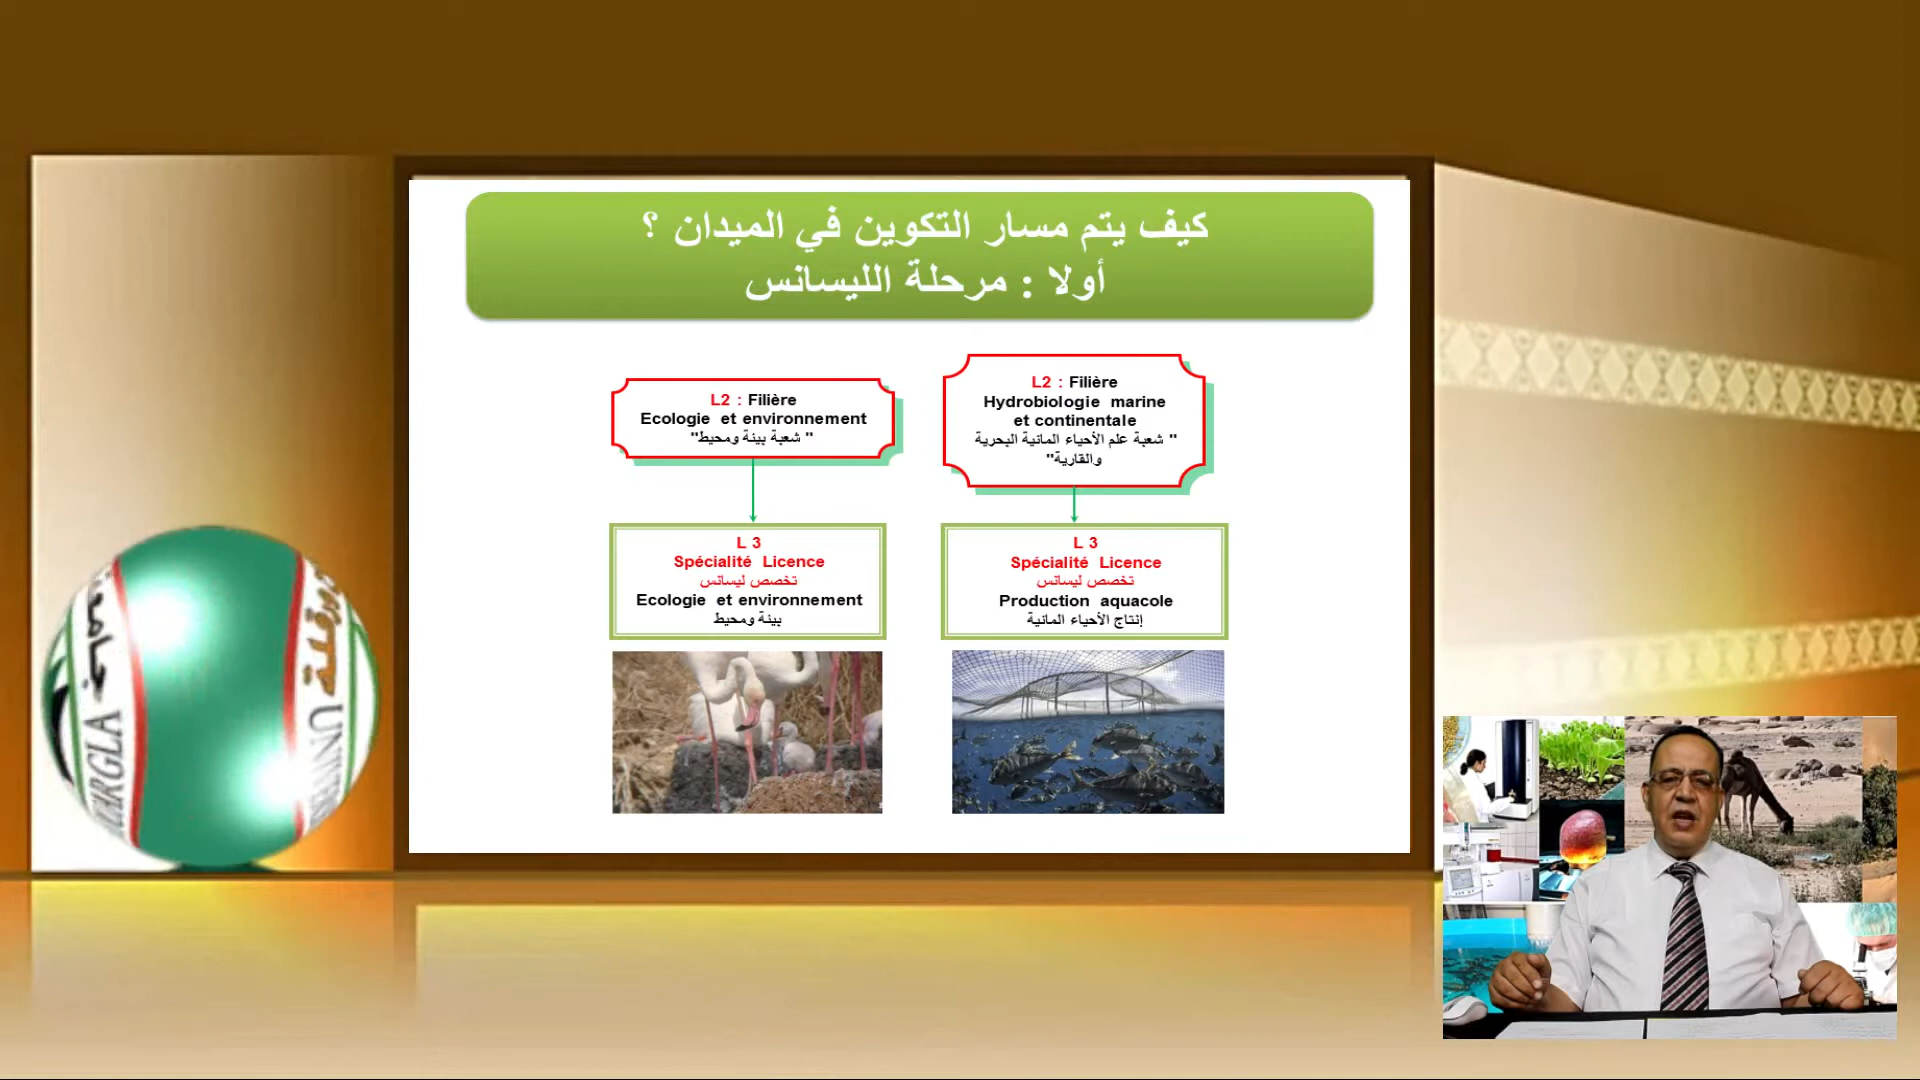 كيف يتم مسار التكوين في الميدان ؟
أولا : مرحلة الليسانس
L2 : Filière
Ecologie et environnement
" شعبة بيئة ومحيط"
L2 : Filière
Hydrobiologie marine
et continentale
" شعبة علم الأحياء المائية البحرية
والقارية"
L 3
Spécialité Licence
تخصص ليسانس
Ecologie et environnement
بيئة ومحيط
L 3
Spécialité Licence
تخصص ليسانس
Production aquacole
إنتاج الأحياء المائية
ورقلة